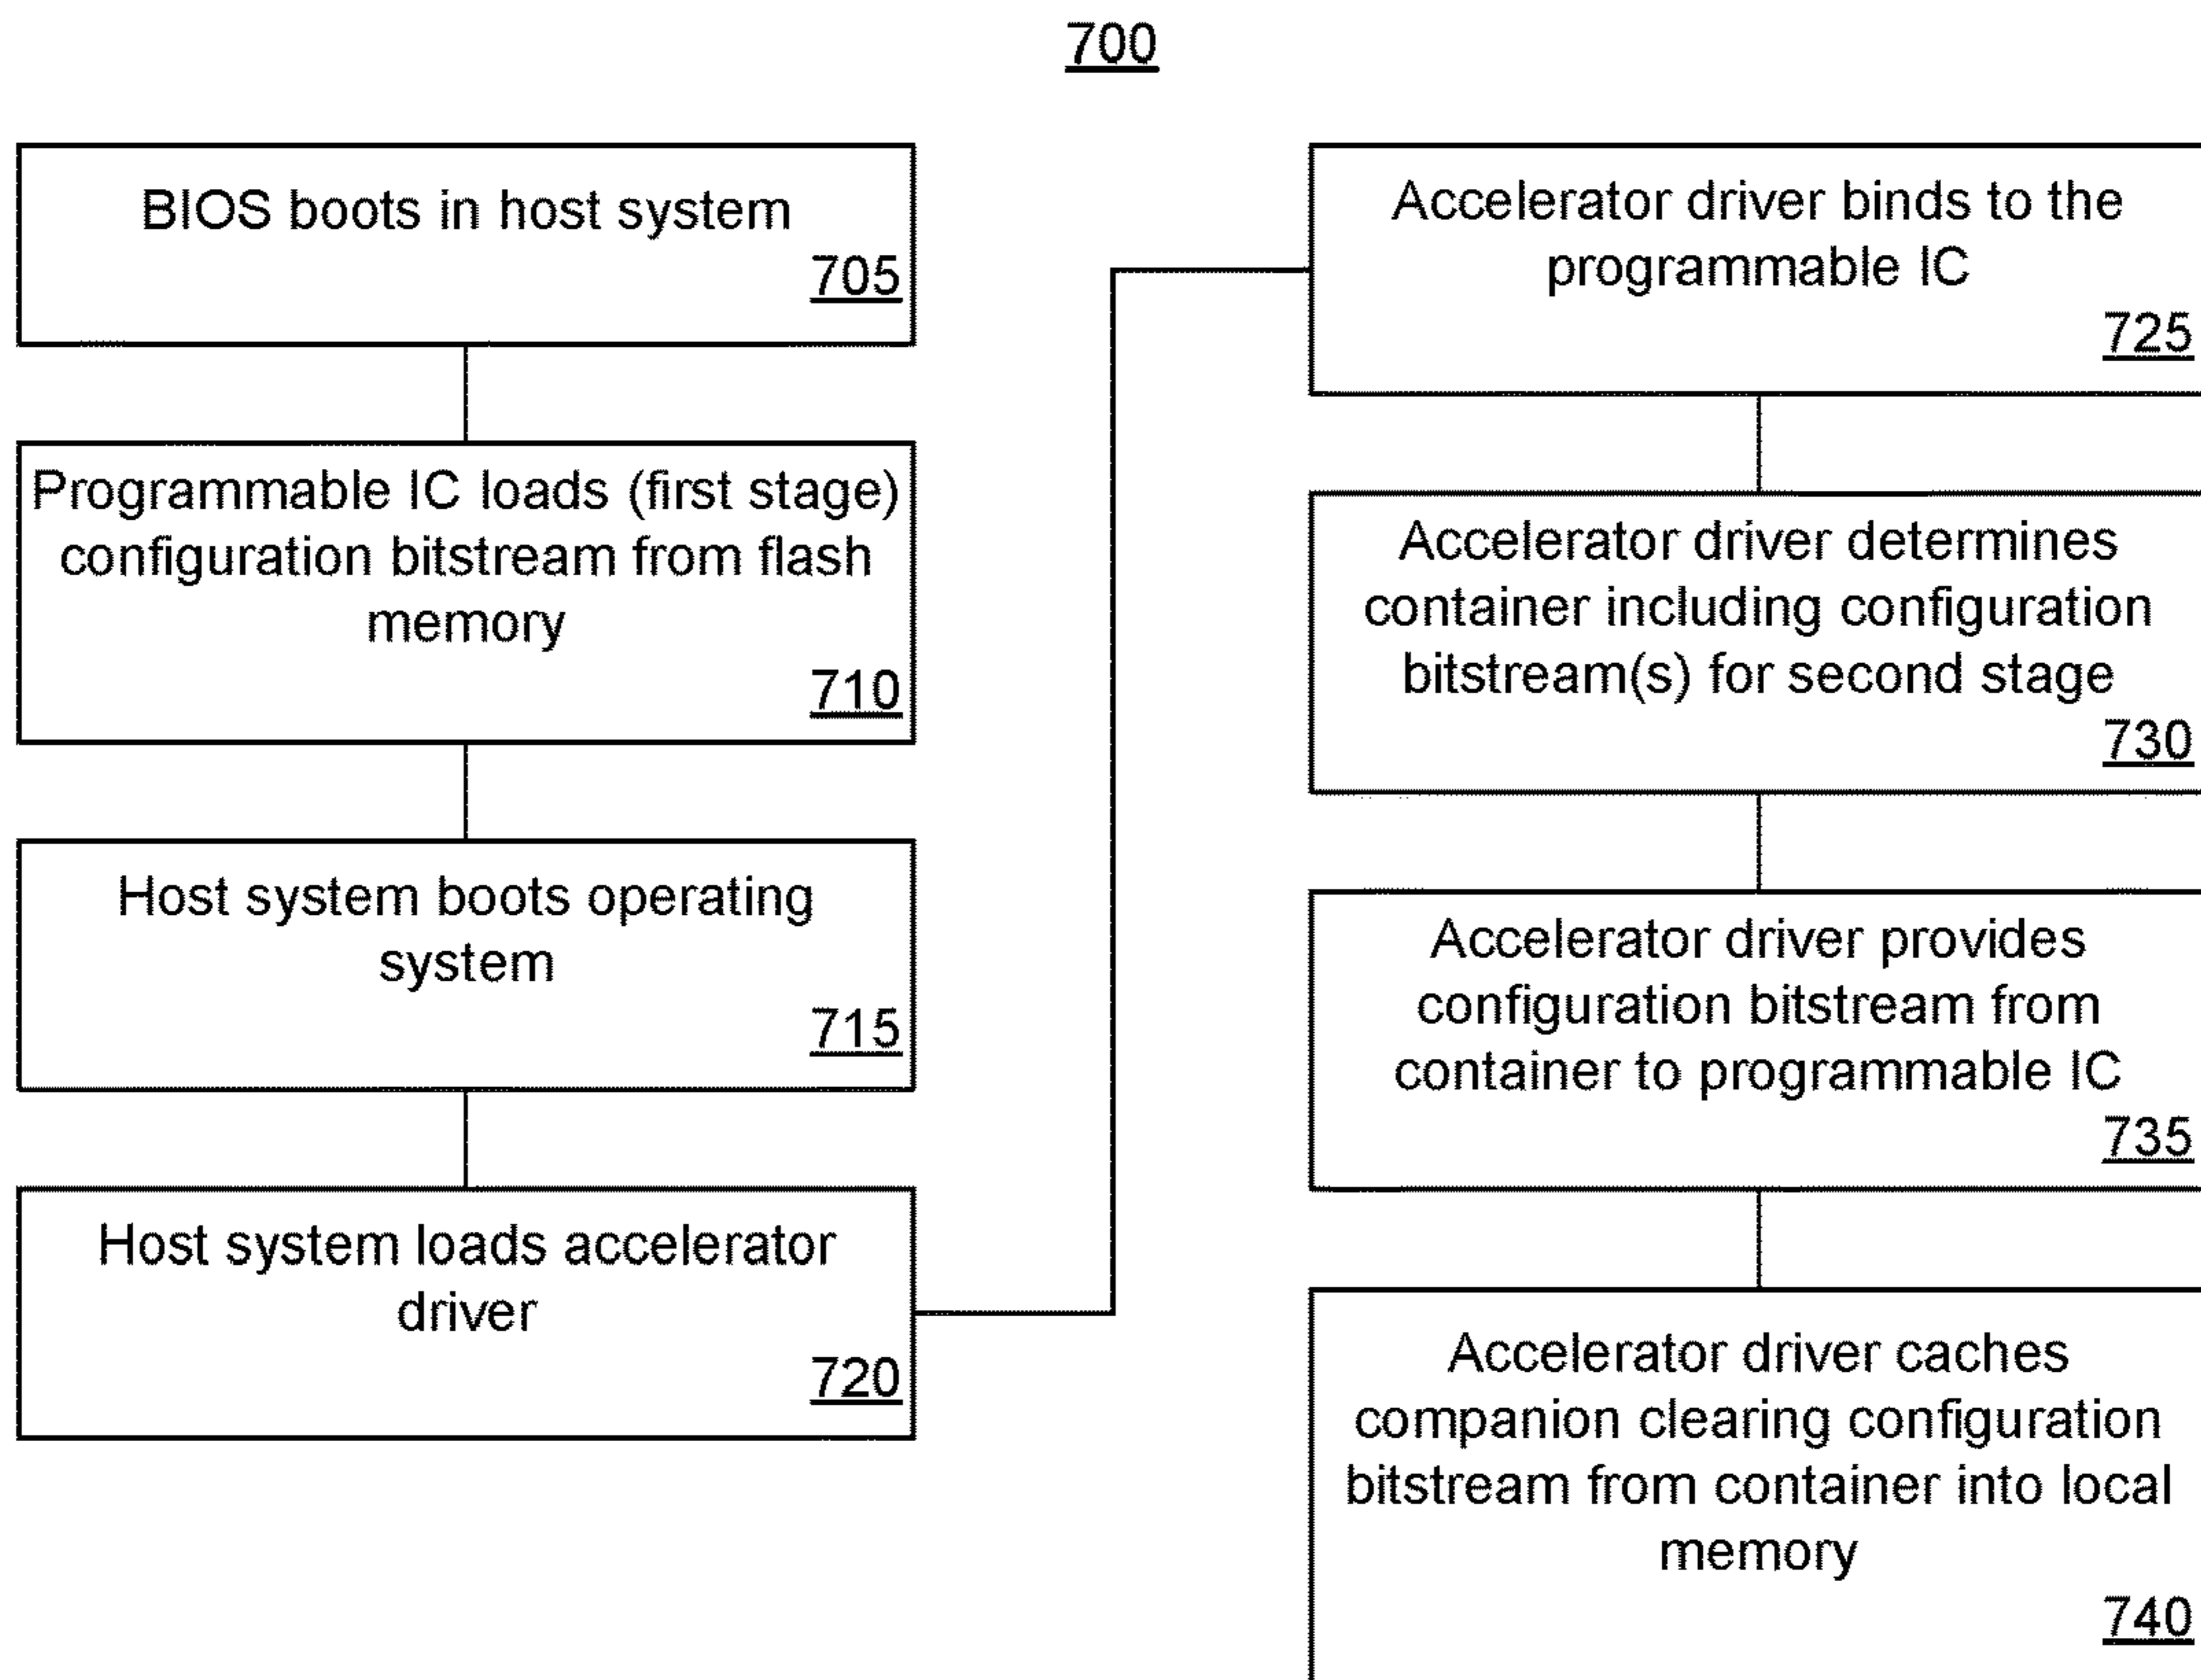 700
BIOS boots in host system
705
Programmable IC loads (first stage)
configuration bitstream from flash
memory
710
Host system boots operating
system
715
Host system loads accelerator
driver
720
Accelerator driver binds to the
programmable IC
725
Accelerator driver determines
container including configuration
bitstream(s) for second stage
730
Accelerator driver provides
configuration bitstream from
container to programmable IC
735
Accelerator driver caches
companion clearing configuration
bitstream from container into local
memory
740